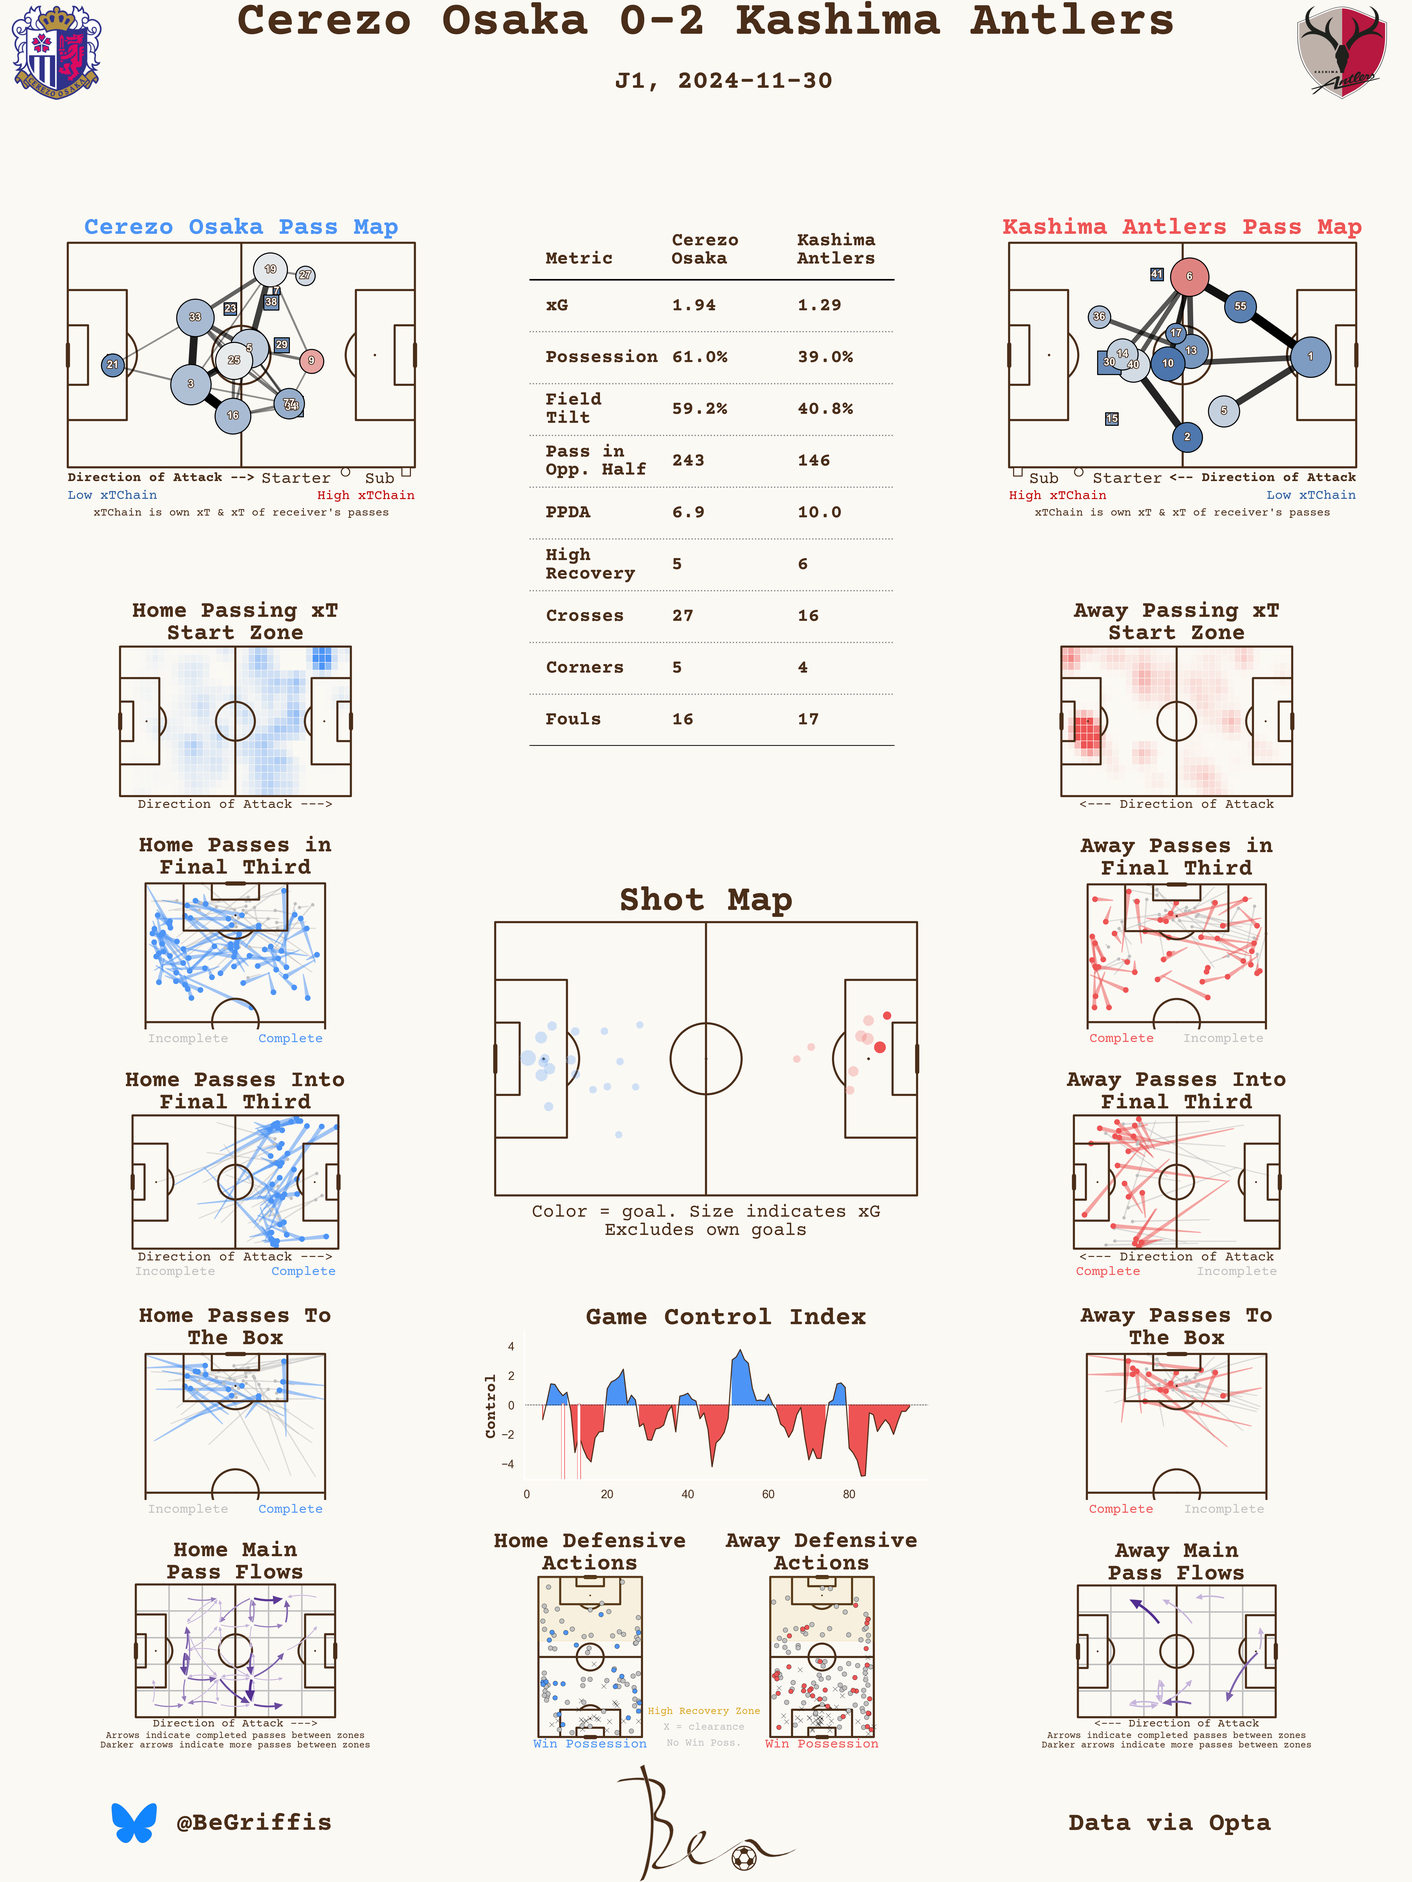 Cerezo Osaka 0-2 Kashima Antlers
J1, 2024-11-30
CEREZO OSAKA
KASHIMA
Antlers
Cerezo Osaka Pass Map
19
27
7
38
23
33
5
29
25
9
21
3
77
16
Direction of Attack --> Starter Sub
Low xTChain High xTChain
xTChain is own xT & xT of receiver's passes
Metric Cerezo Osaka Kashima Antlers
xG 1.94 1.29
Possession 61.0% 39.0%
Field Tilt 59.2% 40.8%
Pass in Opp. Half 243 146
PPDA 6.9 10.0
High Recovery 5 6
Crosses 27 16
Corners 5 4
Fouls 16 17
Kashima Antlers Pass Map
41
6
55
36
17
13
14
30
40
10
1
5
15
2
Sub Starter <-- Direction of Attack
High xTChain Low xTChain
xTChain is own xT & xT of receiver's passes
Home Passing xT
Start Zone
Direction of Attack --->
Away Passing xT
Start Zone
<--- Direction of Attack
Home Passes in
Final Third
Incomplete Complete
Away Passes in
Final Third
Complete Incomplete
Shot Map
Color = goal. Size indicates xG
Excludes own goals
Home Passes Into
Final Third
Direction of Attack --->
Incomplete Complete
Away Passes Into
Final Third
<--- Direction of Attack
Complete Incomplete
Home Passes To
The Box
Incomplete Complete
Game Control Index
Control
4
2
0
−2
−4
0 20 40 60 80
Away Passes To
The Box
Complete Incomplete
Home Main
Pass Flows
Direction of Attack --->
Arrows indicate completed passes between zones
Darker arrows indicate more passes between zones
Home Defensive
Actions
Win Possession
Away Defensive
Actions
Win Possession
High Recovery Zone
X = clearance
No Win Poss.
Away Main
Pass Flows
<--- Direction of Attack
Arrows indicate completed passes between zones
Darker arrows indicate more passes between zones
@BeGriffis
Ben
Data via Opta